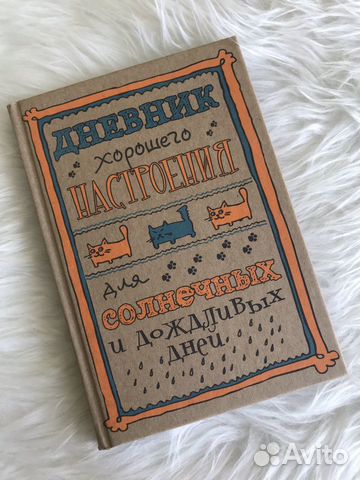 ДНЕВНИК
хорошего
НАСТРОЕНИЯ
для
СОЛНЕЧНЫХ
и дождливых
дней
Avito